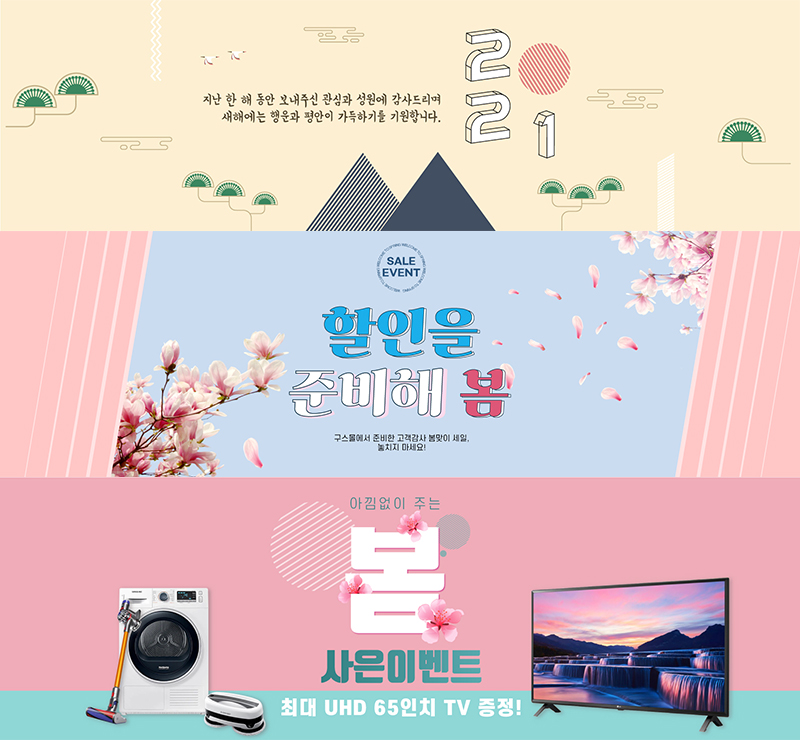 2021
지난 한 해 동안 보내주신 관심과 성원에 감사드리며
새해에는 행운과 평안이 가득하기를 기원합니다.
SALE
EVENT
할인을
준비해 봄
구스몰에서 준비한 고객감사 봄맞이 세일,
놓치지 마세요!
아낌없이 주는
봄
사은이벤트
최대 UHD 65인치 TV 증정!